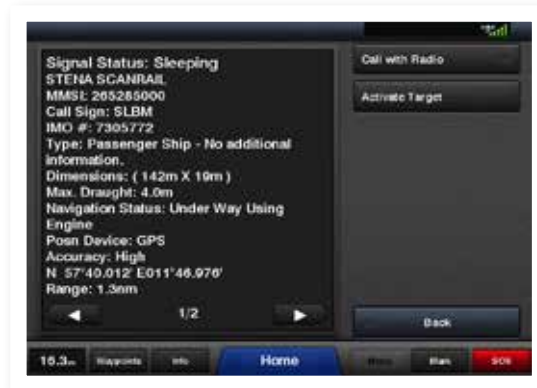 Signal Status: Sleeping
STENA SCANRAIL
MMSI: 265285000
Call Sign: SLBM
IMO #: 7305772
Type: Passenger Ship - No additional
information.
Dimensions: ( 142m X 19m )
Max. Draught: 4.0m
Navigation Status: Under Way Using
Engine
Posn Device: GPS
Accuracy: High
N 57°40.012' E011°46.976'
Range: 1.3nm
1/2
Call with Radio
Activate Target
Back
Waypoints
Info
Home
Menu
Man
SOS